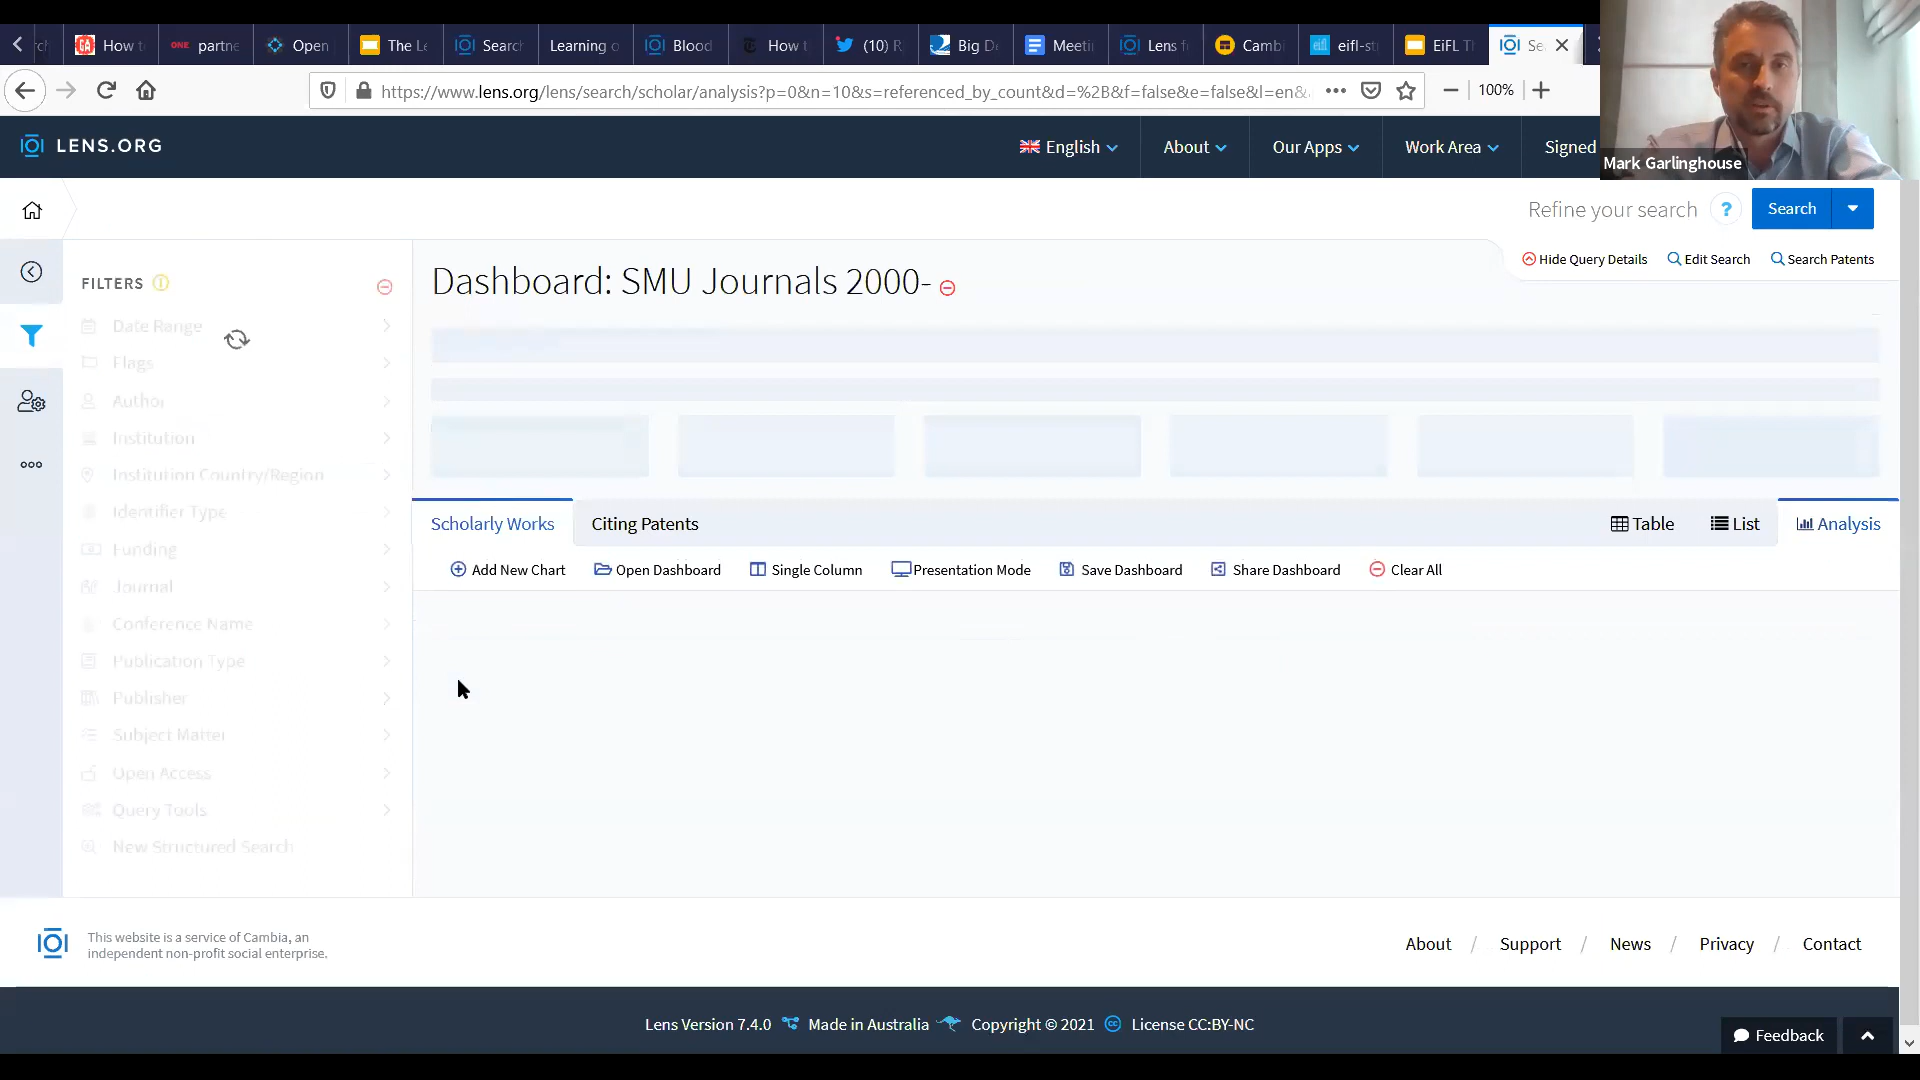 How t
ONE partne
Open
The Le
Search
Learning o
Blood
How t
(10) R
Big D
Meeti
Lens f
Cambi
eifl-st
EiFL T
Se
https://www.lens.org/lens/search/scholar/analysis?p=0&n=10&s=referenced_by_count&d=%2B&f=false&e=false&l=en&
100%
LENS.ORG
English
About
Our Apps
Work Area
Signed
Mark Garlinghouse
Refine your search
?
Search
Hide Query Details
Edit Search
Search Patents
FILTERS
Date Range
Flags
Author
Institution
Institution Country/Region
Identifier Type
Funding
Journal
Conference Name
Publication Type
Publisher
Subject Matter
Open Access
Query Tools
New Structured Search
Dashboard: SMU Journals 2000-
Scholarly Works
Citing Patents
Table
List
Analysis
Add New Chart
Open Dashboard
Single Column
Presentation Mode
Save Dashboard
Share Dashboard
Clear All
This website is a service of Cambia, an
independent non-profit social enterprise.
About / Support / News / Privacy / Contact
Lens Version 7.4.0 Made in Australia Copyright © 2021 License CC:BY-NC
Feedback